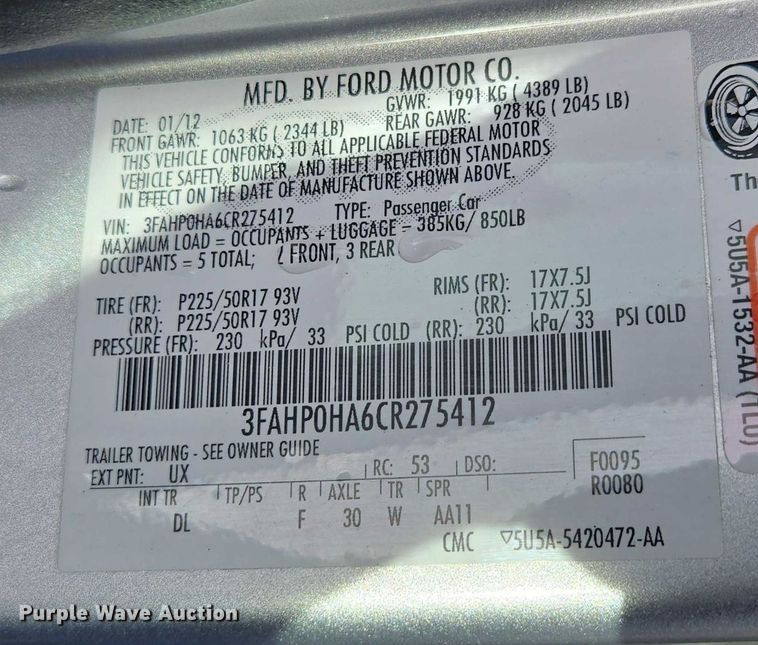 MFD. BY FORD MOTOR CO.
DATE: 01/12 GVWR: 1991 KG ( 4389 LB)
FRONT GAWR: 1063 KG ( 2344 LB) REAR GAWR: 928 KG ( 2045 LB)
THIS VEHICLE CONFORMS TO ALL APPLICABLE FEDERAL MOTOR
VEHICLE SAFETY, BUMPER, AND THEFT PREVENTION STANDARDS
IN EFFECT ON THE DATE OF MANUFACTURE SHOWN ABOVE.
VIN: 3FAHP0HA6CR275412 TYPE: Passenger Car
MAXIMUM LOAD = OCCUPANTS + LUGGAGE = 385KG/ 850LB
OCCUPANTS = 5 TOTAL; FRONT, 3 REAR
TIRE (FR): P225/50R17 93V RIMS (FR): 17X7.5J
(RR): P225/50R17 93V (RR): 17X7.5J
PRESSURE (FR): 230 kPa/ 33 PSI COLD (RR): 230 kPa/ 33 PSI COLD
3FAHP0HA6CR275412
TRAILER TOWING - SEE OWNER GUIDE
EXT PNT: UX RC: 53 DSO: F0095
INT TR TP/PS R AXLE TR SPR R0080
DL F 30 W AA11
CMC 5U5A-5420472-AA
Th
5U5A-1532-AA (TLU)
Purple Wave Auction